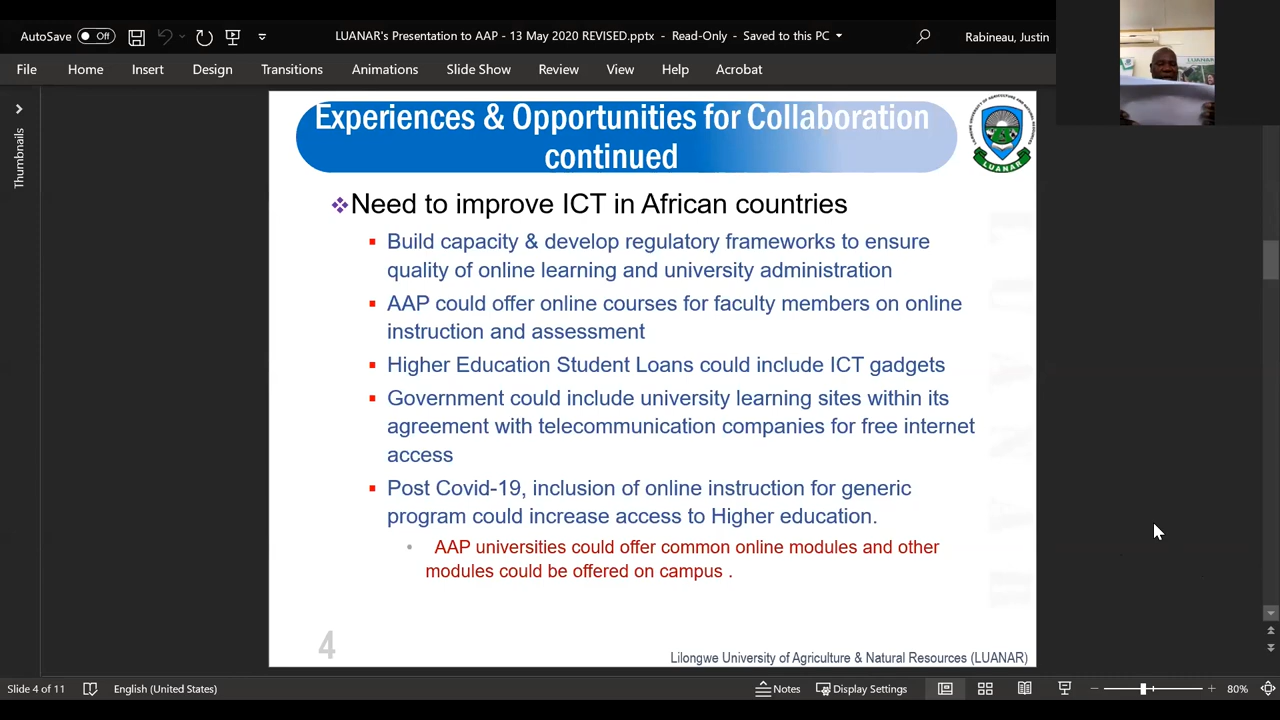 AutoSave Off LUANAR's Presentation to AAP - 13 May 2020 REVISED.pptx - Read-Only - Saved to this PC Rabineau, Justin
File Home Insert Design Transitions Animations Slide Show Review View Help Acrobat
Thumbnails
Experiences & Opportunities for Collaboration
continued
LUANAR
Need to improve ICT in African countries
Build capacity & develop regulatory frameworks to ensure
quality of online learning and university administration
AAP could offer online courses for faculty members on online
instruction and assessment
Higher Education Student Loans could include ICT gadgets
Government could include university learning sites within its
agreement with telecommunication companies for free internet
access
Post Covid-19, inclusion of online instruction for generic
program could increase access to Higher education.
AAP universities could offer common online modules and other
modules could be offered on campus .
4
Lilongwe University of Agriculture & Natural Resources (LUANAR)
Slide 4 of 11 English (United States) Notes Display Settings 80%